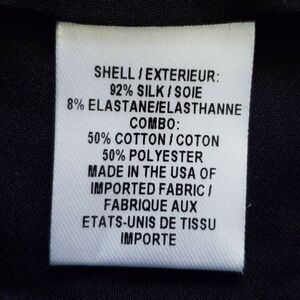 SHELL / EXTERIEUR:
92% SILK / SOIE
8% ELASTANE/ELASTHANNE
COMBO:
50% COTTON / COTON
50% POLYESTER
MADE IN THE USA OF
IMPORTED FABRIC /
FABRIQUE AUX
ETATS-UNIS DE TISSU
IMPORTE